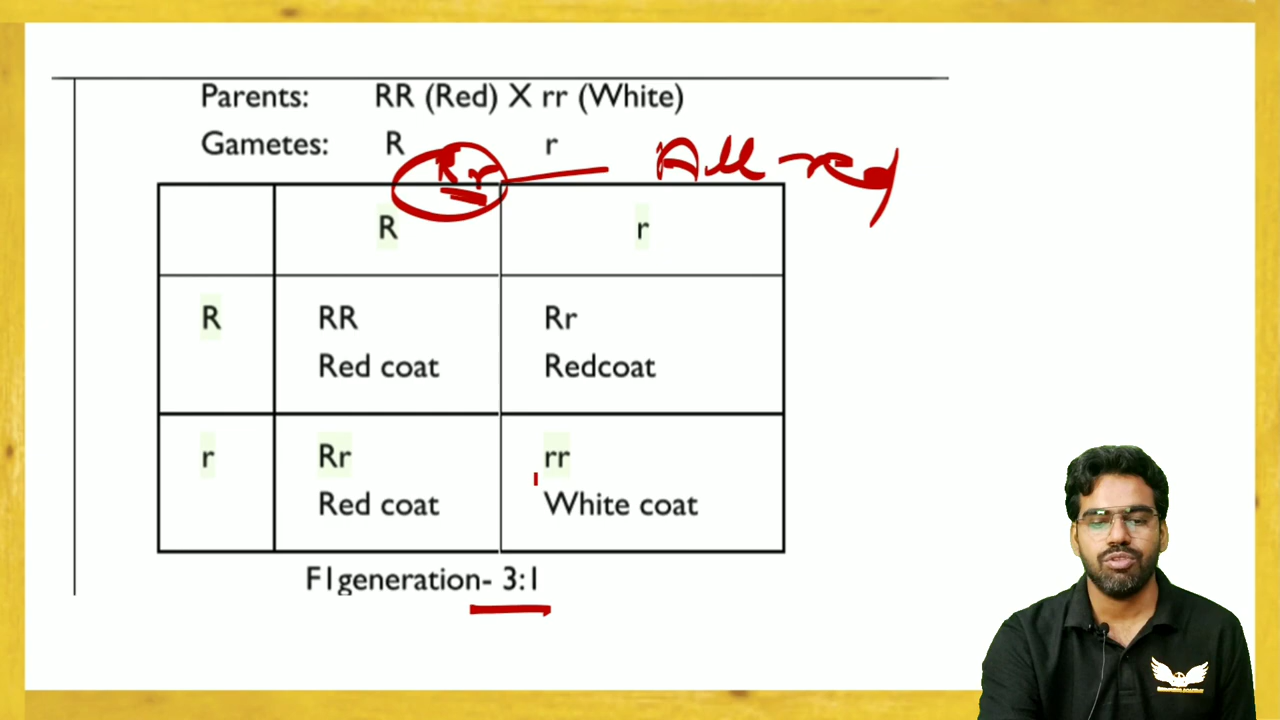 Parents: RR (Red) X rr (White)
Gametes: R r
Rr All red
R r
R RR Rr
Red coat Redcoat
r Rr rr
Red coat White coat
F1generation- 3:1